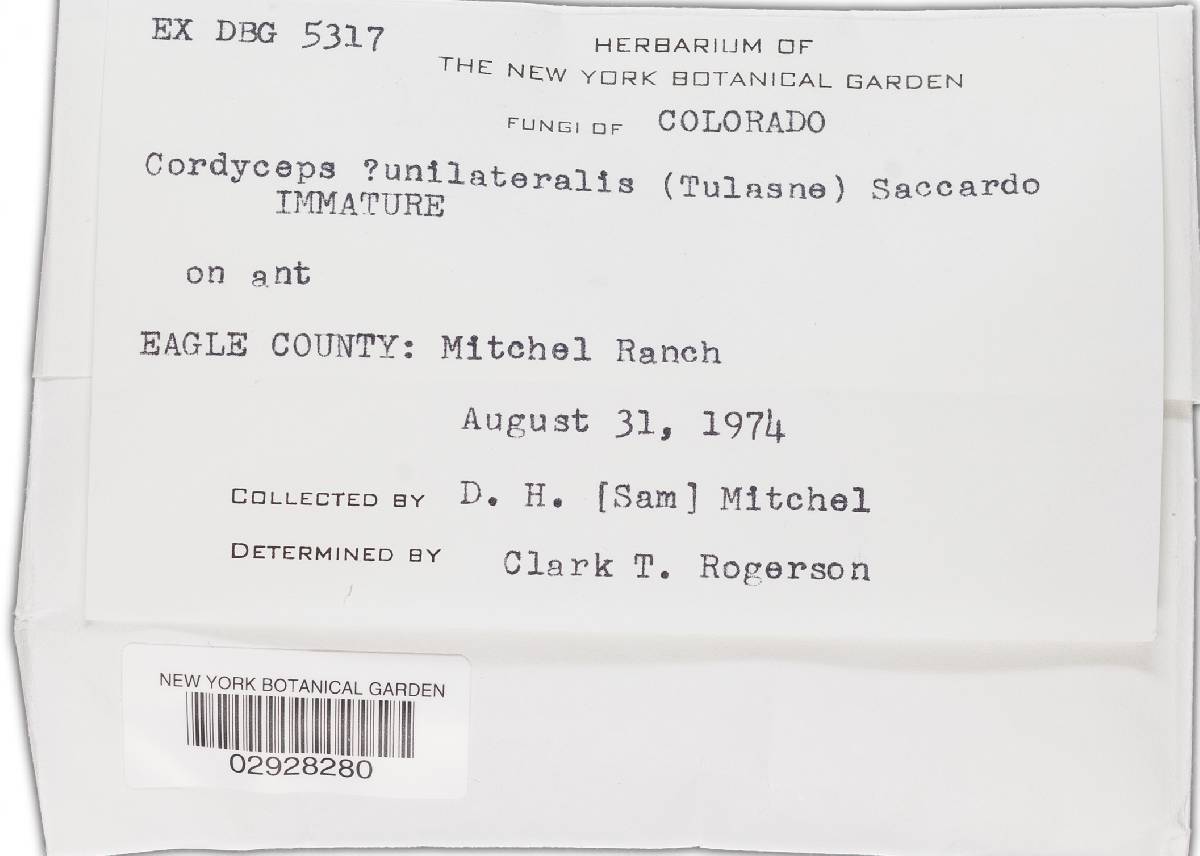 EX DBG 5317
HERBARIUM OF
THE NEW YORK BOTANICAL GARDEN
FUNGI OF COLORADO
Cordyceps ?unilateralis (Tulasne) Saccardo
IMMATURE
on ant
EAGLE COUNTY: Mitchel Ranch
August 31, 1974
COLLECTED BY D. H. [Sam] Mitchel
DETERMINED BY Clark T. Rogerson
NEW YORK BOTANICAL GARDEN
02928280